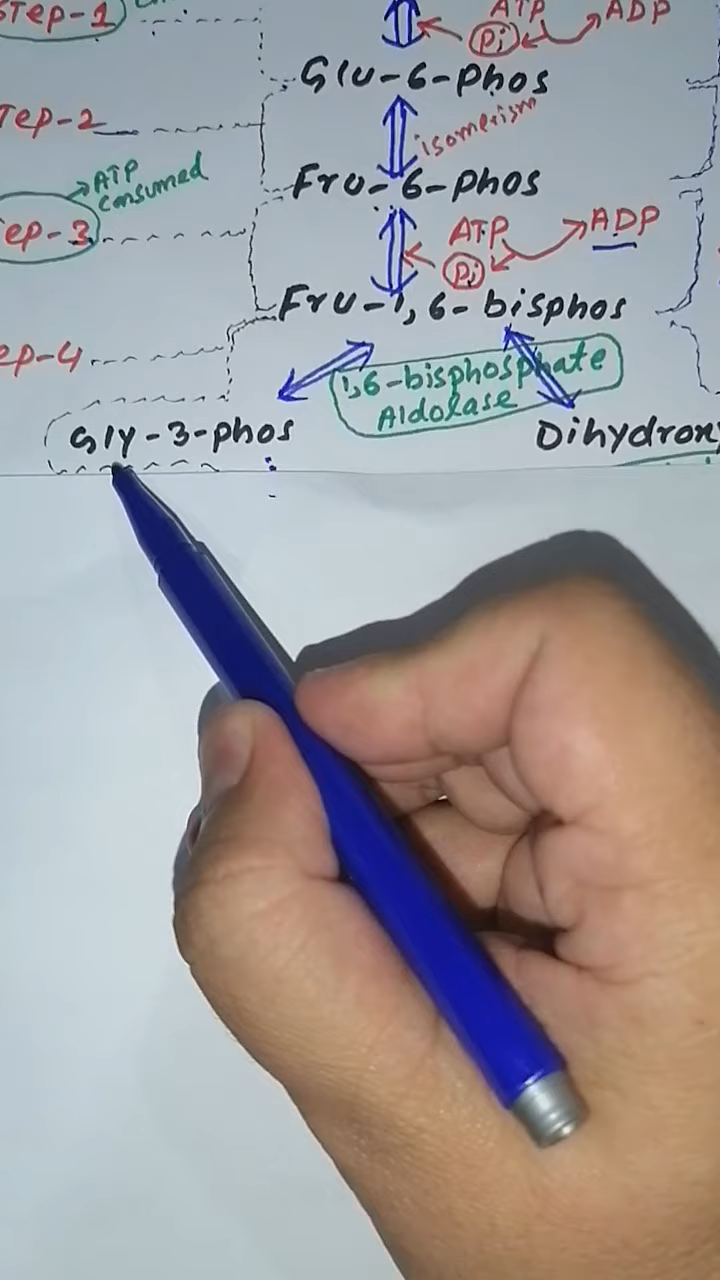 STep-1
ATP
ADP
Pi
Glu-6-Phos
Tep-2
isomerism
ATP
consumed
Fru-6-phos
ep-3
ATP
ADP
Pi
Fru-1,6-bisphos
ep-4
1,6-bisphosphate
Aldolase
Gly-3-phos
Dihydroxy